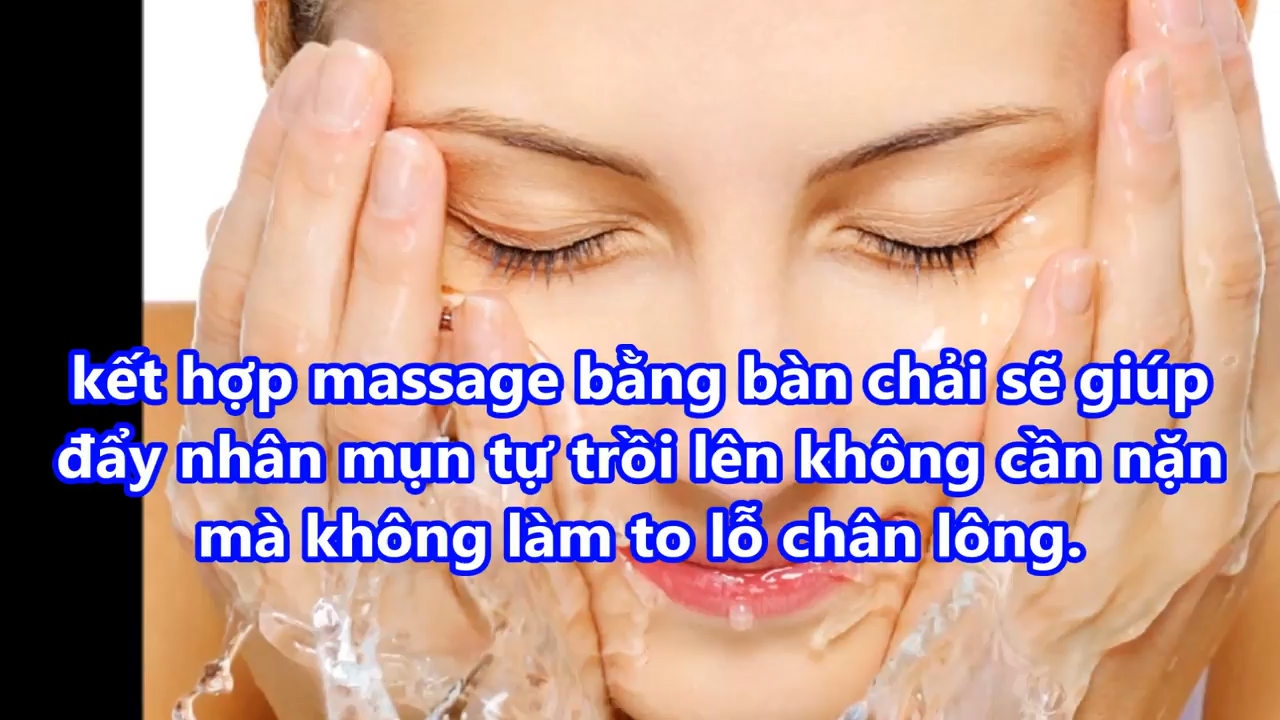 kết hợp massage bằng bàn chải sẽ giúp
đẩy nhân mụn tự trồi lên không cần nặn
mà không làm to lỗ chân lông.